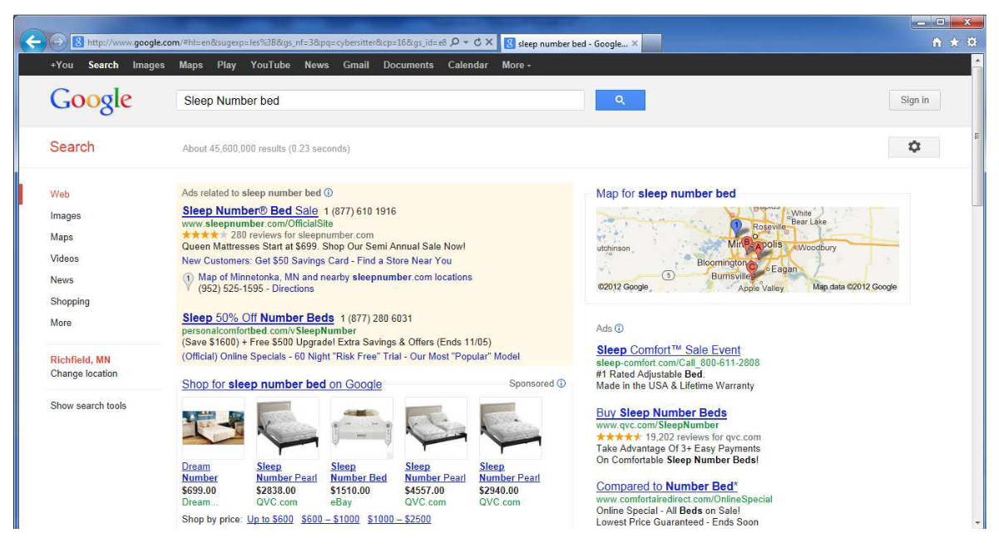 http://www.google.com/#hl=en&sugexp=les%3B&gs_nf=3&pq=cybersitter&cp=16&gs_id=e8
sleep number bed - Google...
+You Search Images Maps Play YouTube News Gmail Documents Calendar More
Google
Sleep Number bed
Sign in
Search
About 45,600,000 results (0.23 seconds)
Web
Images
Maps
Videos
News
Shopping
More
Richfield, MN
Change location
Show search tools
Ads related to sleep number bed
Sleep Number® Bed Sale 1 (877) 610 1916
www.sleepnumber.com/OfficialSite
280 reviews for sleepnumber.com
Queen Mattresses Start at $699. Shop Our Semi Annual Sale Now!
New Customers: Get $50 Savings Card - Find a Store Near You
1 Map of Minnetonka, MN and nearby sleepnumber.com locations
(952) 525-1595 - Directions
Sleep 50% Off Number Beds 1 (877) 280 6031
personalcomfortbed.com/vSleepNumber
(Save $1600) + Free $500 Upgrade! Extra Savings & Offers (Ends 11/05)
(Official) Online Specials - 60 Night "Risk Free" Trial - Our Most "Popular" Model
Shop for sleep number bed on Google Sponsored
Dream Sleep Sleep Sleep Sleep
Number Number Pearl Number Bed Number Pearl Number Pearl
$699.00 $2838.00 $1510.00 $4557.00 $2940.00
Dream... QVC.com eBay QVC.com QVC.com
Shop by price: Up to $600 $600 – $1000 $1000 – $2500
Map for sleep number bed
White
Bear Lake
Roseville
utchinson
1
B
A
C
Woodbury
Bloomington
Eagan
5
Burnsville
Apple Valley
©2012 Google
Map data ©2012 Google
Ads
Sleep Comfort™ Sale Event
sleep-comfort.com/Call_800-611-2808
#1 Rated Adjustable Bed.
Made in the USA & Lifetime Warranty
Buy Sleep Number Beds
www.qvc.com/SleepNumber
19,202 reviews for qvc.com
Take Advantage Of 3+ Easy Payments
On Comfortable Sleep Number Beds!
Compared to Number Bed*
www.comfortairedirect.com/OnlineSpecial
Online Special - All Beds on Sale!
Lowest Price Guaranteed - Ends Soon